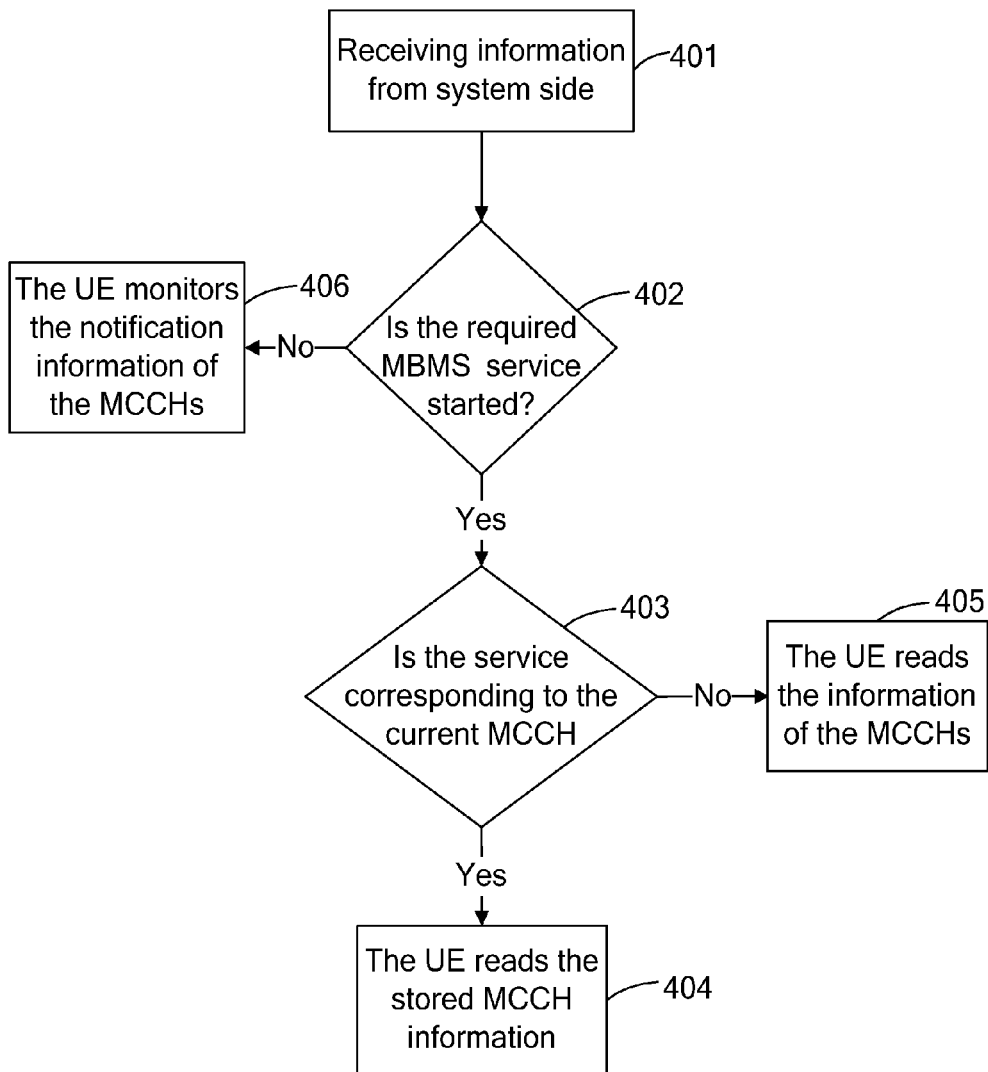 Receiving information
from system side
401
402
Is the required
MBMS service
started?
No
406
The UE monitors
the notification
information of
the MCCHs
Yes
403
Is the service
corresponding to the
current MCCH
No
405
The UE reads
the information
of the MCCHs
Yes
The UE reads the
stored MCCH
information
404